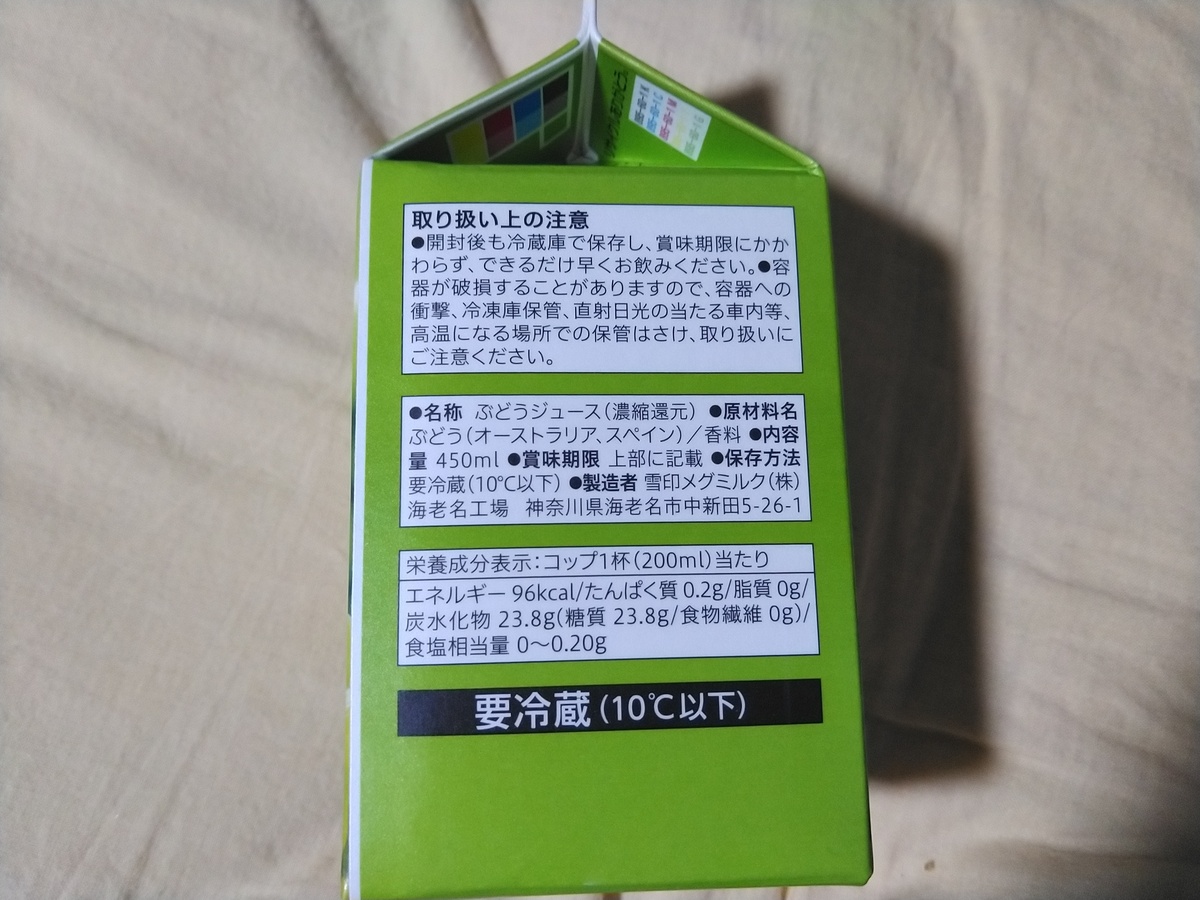 取り扱い上の注意
●開封後も冷蔵庫で保存し、賞味期限にかか
わらず、できるだけ早くお飲みください。●容
器が破損することがありますので、容器への
衝撃、冷凍庫保管、直射日光の当たる車内等、
高温になる場所での保管はさけ、取り扱いに
ご注意ください。
●名称 ぶどうジュース(濃縮還元) ●原材料名
ぶどう(オーストラリア、スペイン)/香料 ●内容
量 450ml ●賞味期限 上部に記載 ●保存方法
要冷蔵(10℃以下) ●製造者 雪印メグミルク(株)
海老名工場 神奈川県海老名市中新田5-26-1
栄養成分表示:コップ1杯(200ml)当たり
エネルギー 96kcal/たんぱく質 0.2g/脂質 0g/
炭水化物 23.8g(糖質 23.8g/食物繊維 0g)/
食塩相当量 0〜0.20g
要冷蔵(10℃以下)